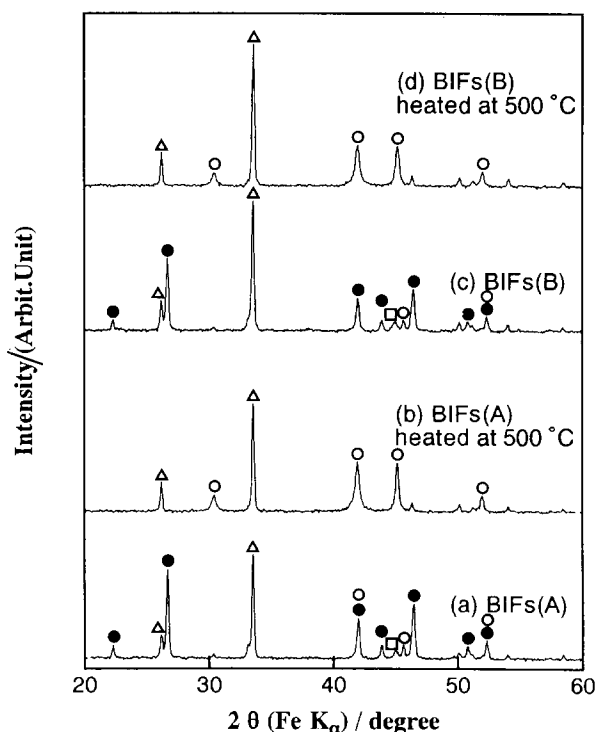 (d) BIFs(B)
heated at 500 °C
(c) BIFs(B)
(b) BIFs(A)
heated at 500 °C
(a) BIFs(A)
Intensity/(Arbit.Unit)
20 30 40 50 60
2 θ (Fe Kα) / degree